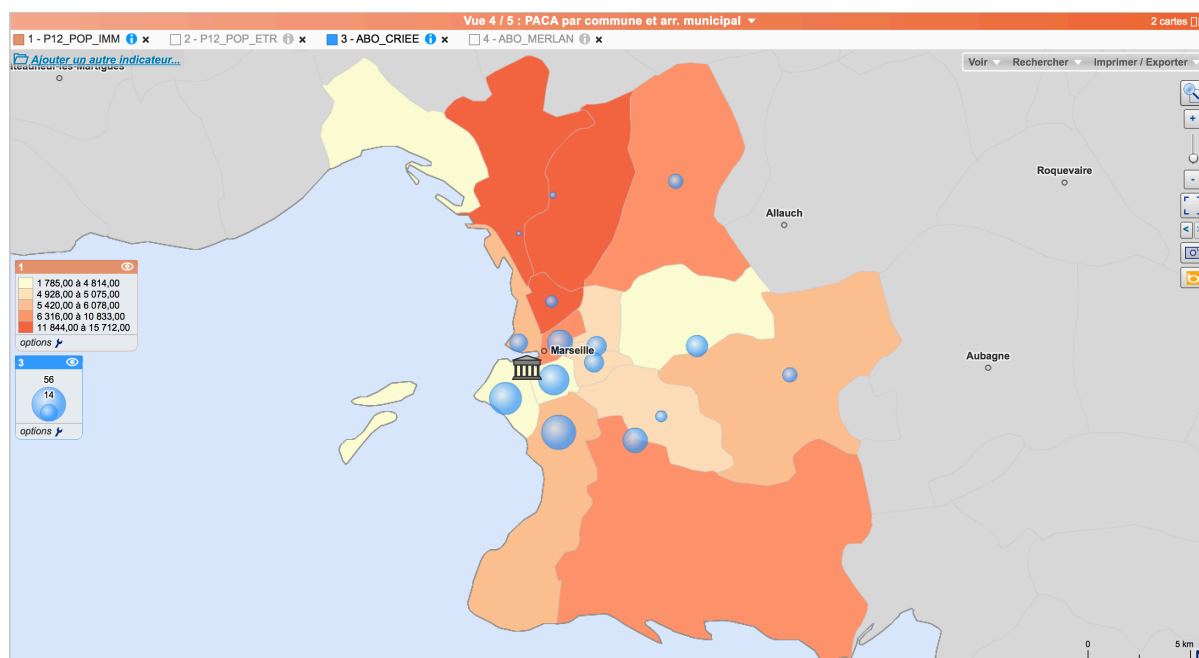 Vue 4 / 5 : PACA par commune et arr. municipal
2 cartes
1 - P12_POP_IMM
2 - P12_POP_ETR
3 - ABO_CRIEE
4 - ABO_MERLAN
Ajouter un autre indicateur...
Voir
Rechercher
Imprimer / Exporter
Roquevaire
Allauch
Marseille
Aubagne
1
1 785,00 à 4 814,00
4 928,00 à 5 075,00
5 420,00 à 6 078,00
6 316,00 à 10 833,00
11 844,00 à 15 712,00
options
3
56
14
options
0
5 km